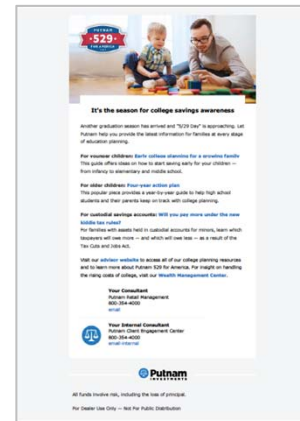 PUTNAM
529
FOR AMERICA
It's the season for college savings awareness
Another graduation season has arrived and "5/29 Day" is approaching. Let
Putnam help you provide the latest information for families at every stage
of education planning.
For younger children: Early college planning for a growing family
This guide offers ideas on how to start saving early for your children —
from infancy to elementary and middle school.
For older children: Four-year action plan
This popular piece provides a year-by-year guide to help high school
students and their parents keep on track with college planning.
For custodial savings accounts: Will you pay more under the new
kiddie tax rules?
For families with assets held in custodial accounts for minors, learn which
taxpayers will owe more — and which will owe less — as a result of the
Tax Cuts and Jobs Act.
Visit our advisor website to access all of our college planning resources
and to learn more about Putnam 529 for America. For insight on handling
the rising costs of college, visit our Wealth Management Center.
Your Consultant
Putnam Retail Management
800-354-4000
email
Your Internal Consultant
Putnam Client Engagement Center
800-354-4000
email-internal
Putnam
INVESTMENTS
All funds involve risk, including the loss of principal.
For Dealer Use Only — Not For Public Distribution